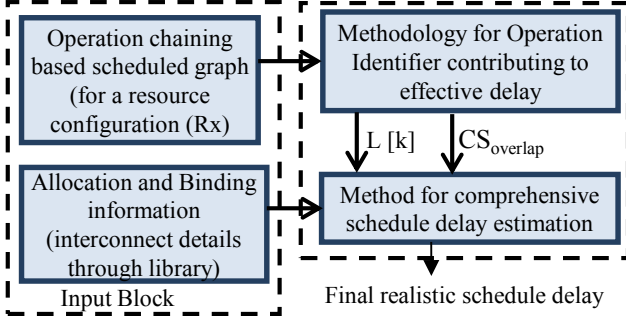 Operation chaining
based scheduled graph
(for a resource
configuration (Rx)
Methodology for Operation
Identifier contributing to
effective delay
L [k]
CSoverlap
Allocation and Binding
information
(interconnect details
through library)
Input Block
Method for comprehensive
schedule delay estimation
Final realistic schedule delay